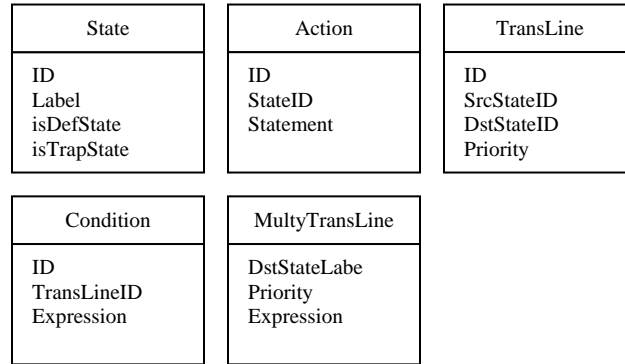 State
ID
Label
isDefState
isTrapState
Action
ID
StateID
Statement
TransLine
ID
SrcStateID
DstStateID
Priority
Condition
ID
TransLineID
Expression
MultyTransLine
DstStateLabe
Priority
Expression